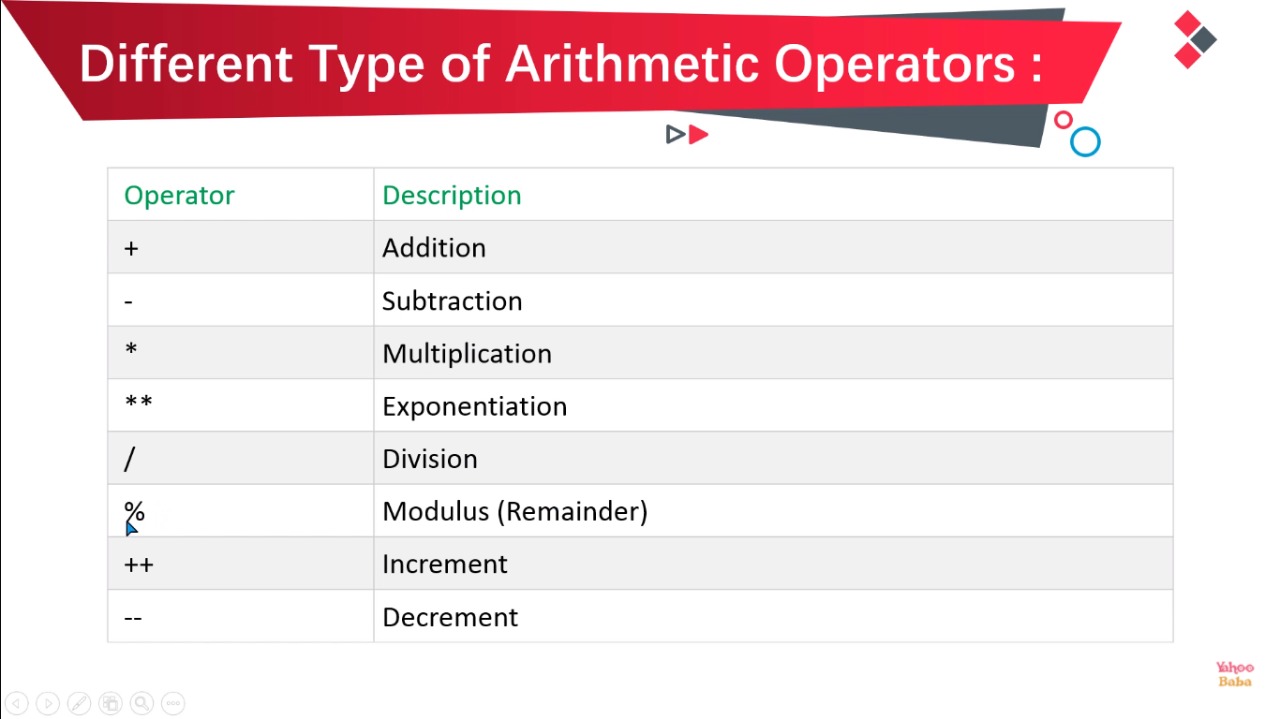 Different Type of Arithmetic Operators :
Operator Description
+ Addition
- Subtraction
* Multiplication
** Exponentiation
/ Division
% Modulus (Remainder)
++ Increment
-- Decrement
Yahoo
Baba